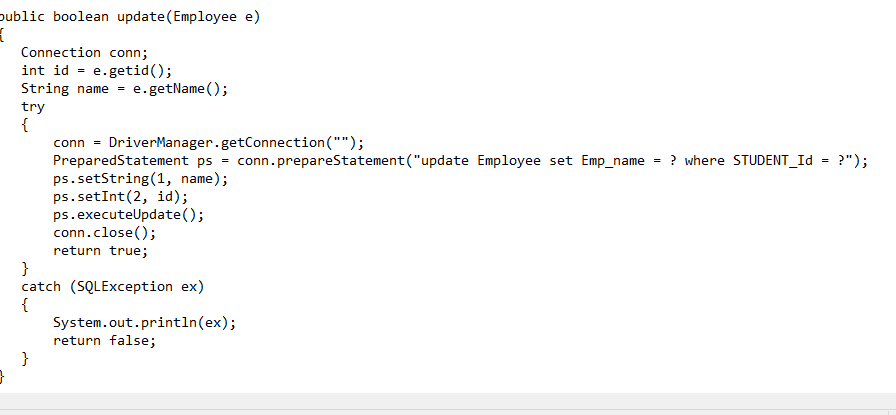 public boolean update(Employee e)
{
Connection conn;
int id = e.getid();
String name = e.getName();
try
{
conn = DriverManager.getConnection("");
PreparedStatement ps = conn.prepareStatement("update Employee set Emp_name = ? where STUDENT_Id = ?");
ps.setString(1, name);
ps.setInt(2, id);
ps.executeUpdate();
conn.close();
return true;
}
catch (SQLException ex)
{
System.out.println(ex);
return false;
}
}